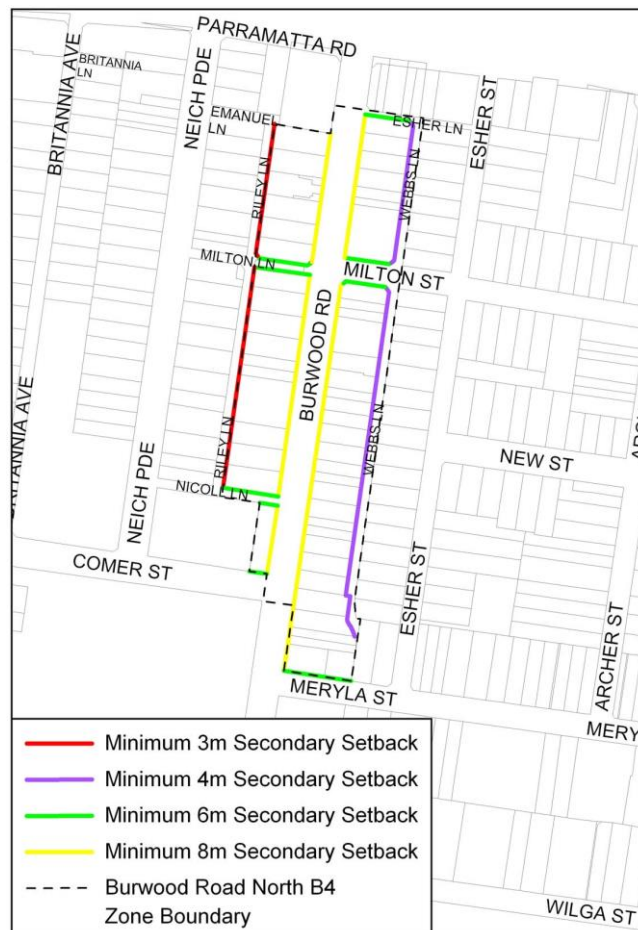 PARRAMATTA RD
BRITANNIA AVE
BRITANNIA
LN
NEICH PDE
EMANUEL
LN
ESHER LN
ESHER ST
RILEY LN
WEBBS LN
MILTON LN
MILTON ST
BURWOOD RD
RILEY LN
WEBBS LN
NEW ST
NICOLL LN
NEICH PDE
BRITANNIA AVE
COMER ST
ESHER ST
ARCHER ST
MERYLA ST
MERY
WILGA ST
Minimum 3m Secondary Setback
Minimum 4m Secondary Setback
Minimum 6m Secondary Setback
Minimum 8m Secondary Setback
Burwood Road North B4
Zone Boundary